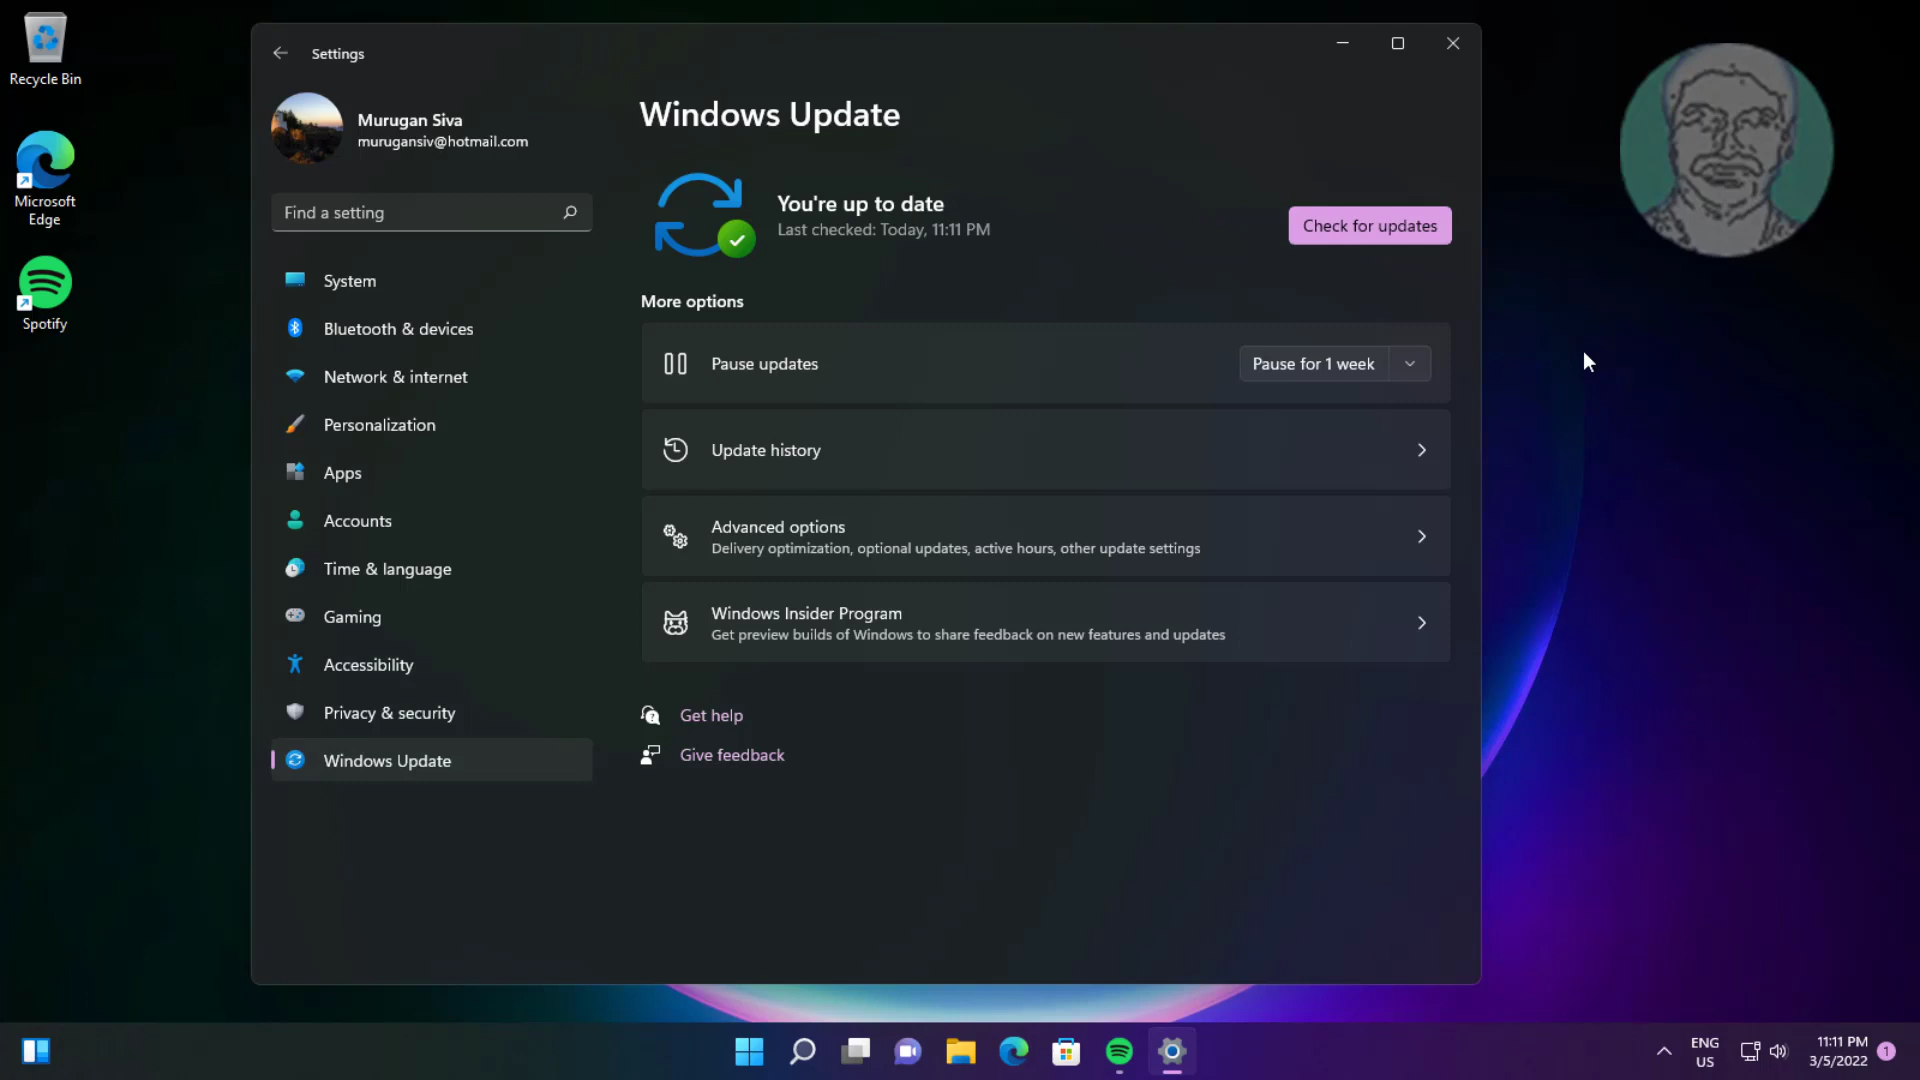 Recycle Bin
Microsoft
Edge
Spotify
Settings
Murugan Siva
murugansiv@hotmail.com
Find a setting
System
Bluetooth & devices
Network & internet
Personalization
Apps
Accounts
Time & language
Gaming
Accessibility
Privacy & security
Windows Update
Windows Update
You're up to date
Last checked: Today, 11:11 PM
Check for updates
More options
Pause updates
Pause for 1 week
Update history
Advanced options
Delivery optimization, optional updates, active hours, other update settings
Windows Insider Program
Get preview builds of Windows to share feedback on new features and updates
Get help
Give feedback
ENG
US
11:11 PM
3/5/2022
1